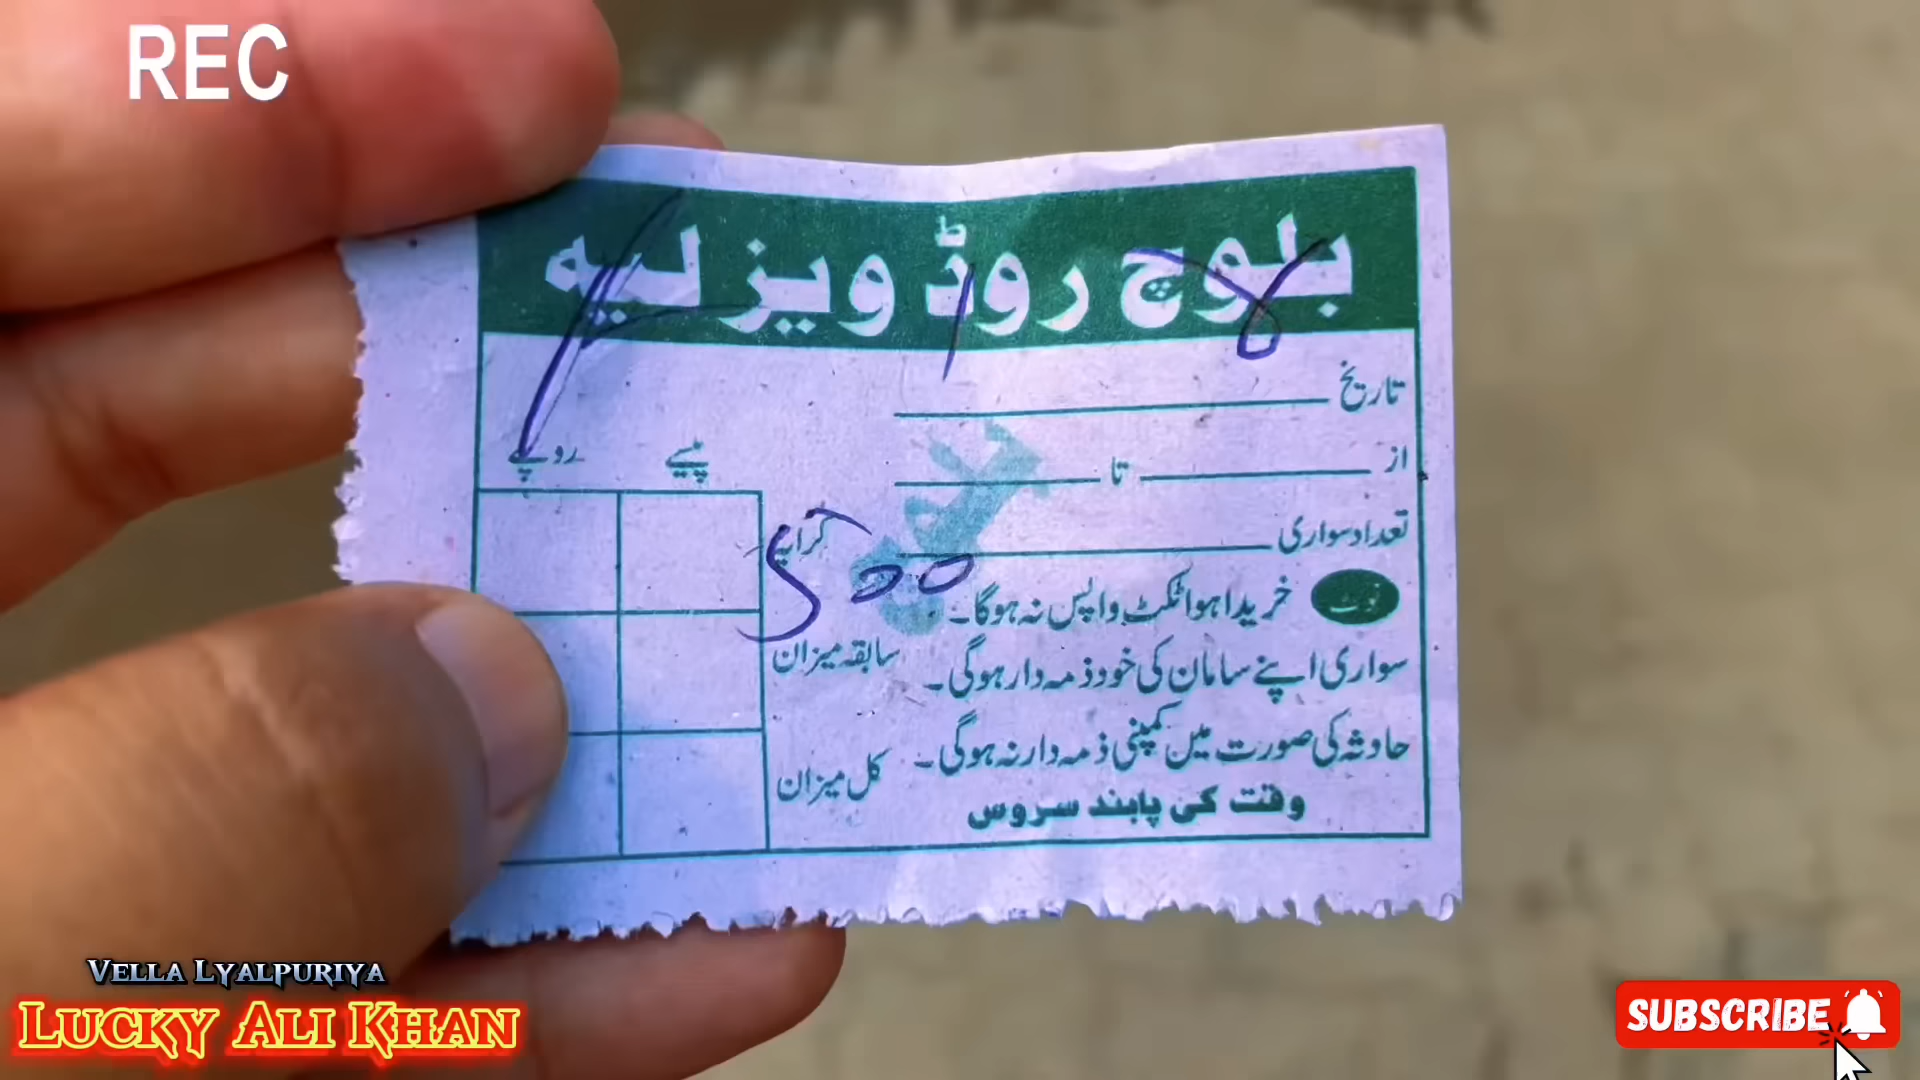 REC
بلوچ روڈ ویز لیہ
تاریخ
از تا
تعداد سواری
روپے پیسے
کرایہ
500
سابقہ میزان
کل میزان
نوٹ خریدا ہوا ٹکٹ واپس نہ ہوگا۔
سواری اپنے سامان کی خود ذمہ دار ہوگی۔
حادثہ کی صورت میں کمپنی ذمہ دار نہ ہوگی۔
وقت کی پابند سروس
بلوچ
VELLA LYALPURIYA
LUCKY ALI KHAN
SUBSCRIBE